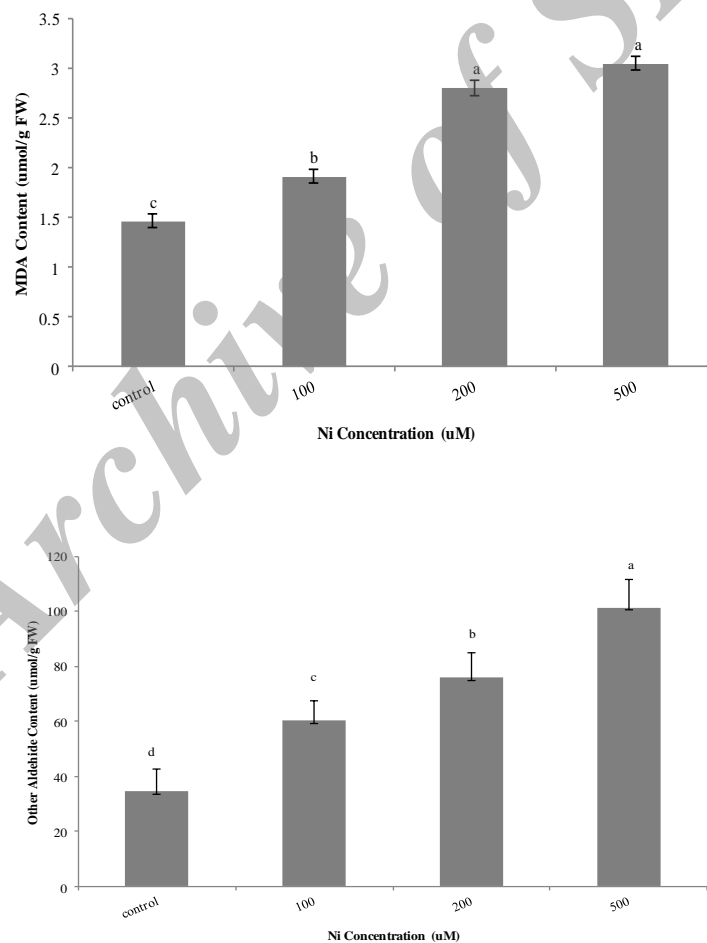 3.5
3
2.5
2
1.5
1
0.5
0
MDA Content (umol/g FW)
c
b
a
a
control
100
200
500
Ni Concentration (uM)
120
100
80
60
40
20
0
Other Aldehide Content (umol/g FW)
d
c
b
a
control
100
200
500
Ni Concentration (uM)
Archive of